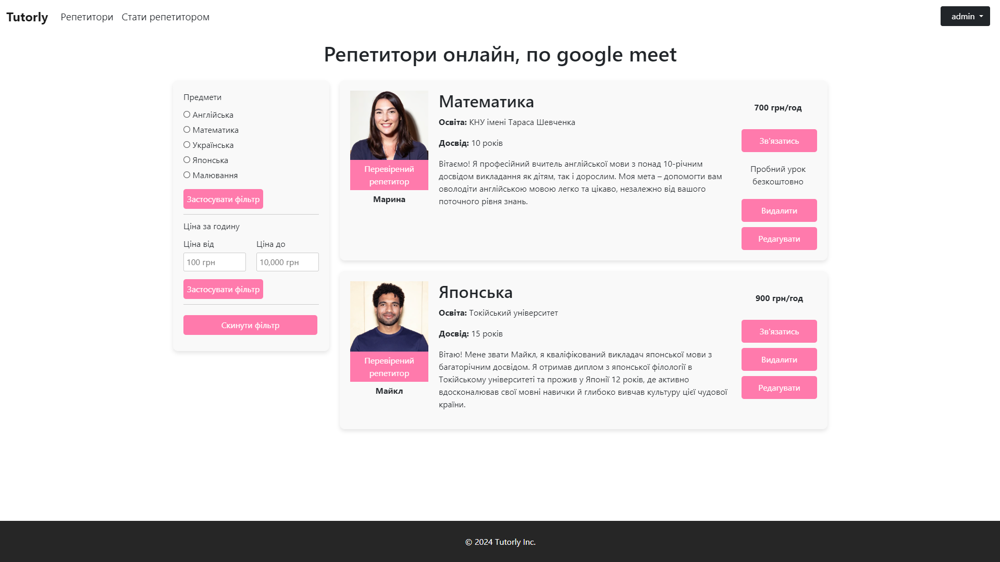 Tutorly
Репетитори
Стати репетитором
admin
Репетитори онлайн, по google meet
Предмети
Англійська
Математика
Українська
Японська
Малювання
Застосувати фільтр
Ціна за годину
Ціна від
Ціна до
100 грн
10,000 грн
Застосувати фільтр
Скинути фільтр
Перевірений
репетитор
Марина
Математика
Освіта: КНУ імені Тараса Шевченка
Досвід: 10 років
Вітаємо! Я професійний вчитель англійської мови з понад 10-річним
досвідом викладання як дітям, так і дорослим. Моя мета – допомогти вам
оволодіти англійською мовою легко та цікаво, незалежно від вашого
поточного рівня знань.
700 грн/год
Зв'язатись
Пробний урок
безкоштовно
Видалити
Редагувати
Перевірений
репетитор
Майкл
Японська
Освіта: Токійський університет
Досвід: 15 років
Вітаю! Мене звати Майкл, я кваліфікований викладач японської мови з
багаторічним досвідом. Я отримав диплом з японської філології в
Токійському університеті та прожив у Японії 12 років, де активно
вдосконалював свої мовні навички й глибоко вивчав культуру цієї чудової
країни.
900 грн/год
Зв'язатись
Видалити
Редагувати
© 2024 Tutorly Inc.